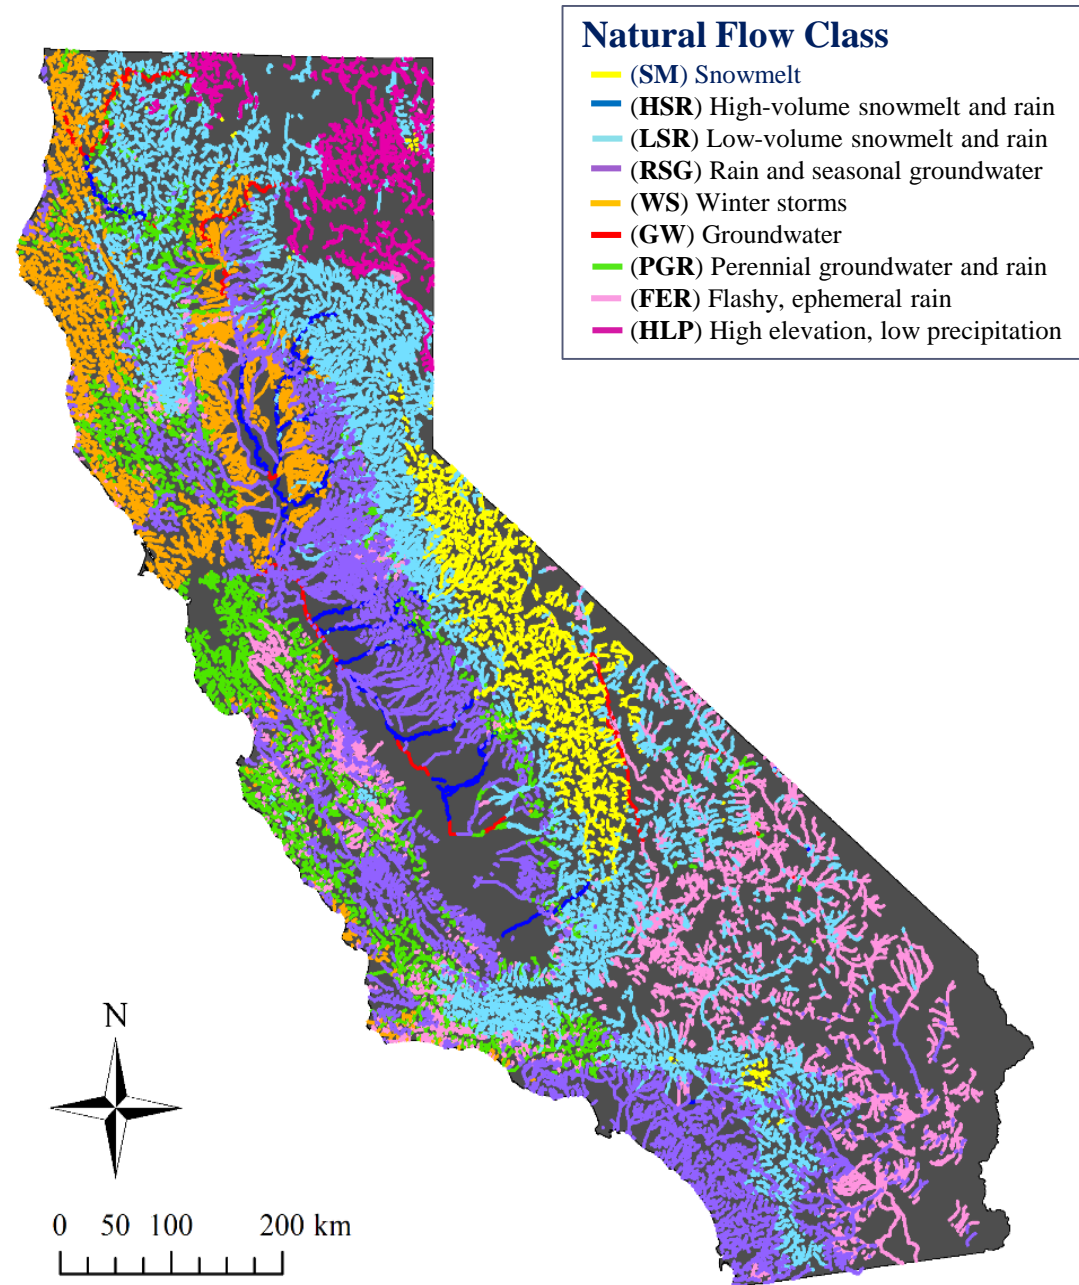 Natural Flow Class
(SM) Snowmelt
(HSR) High-volume snowmelt and rain
(LSR) Low-volume snowmelt and rain
(RSG) Rain and seasonal groundwater
(WS) Winter storms
(GW) Groundwater
(PGR) Perennial groundwater and rain
(FER) Flashy, ephemeral rain
(HLP) High elevation, low precipitation
N
0 50 100 200 km